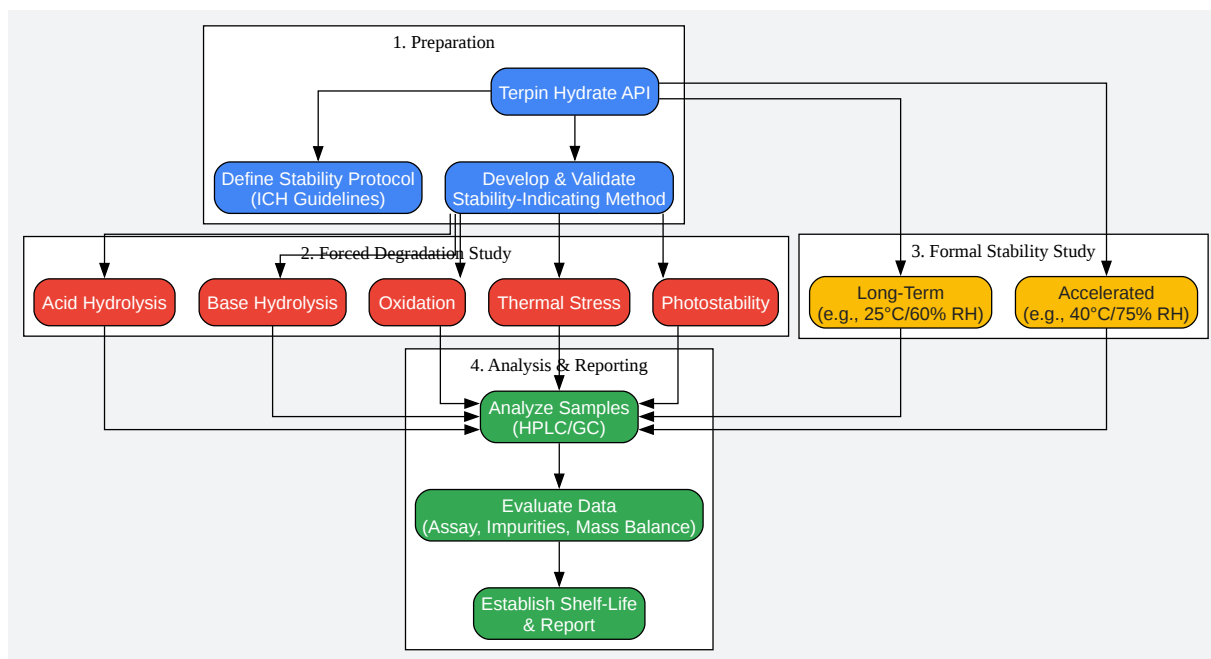 1. Preparation
Terpin Hydrate API
Define Stability Protocol
(ICH Guidelines)
Develop & Validate
Stability-Indicating Method
2. Forced Degradation Study
Acid Hydrolysis
Base Hydrolysis
Oxidation
Thermal Stress
Photostability
3. Formal Stability Study
Long-Term
(e.g., 25°C/60% RH)
Accelerated
(e.g., 40°C/75% RH)
4. Analysis & Reporting
Analyze Samples
(HPLC/GC)
Evaluate Data
(Assay, Impurities, Mass Balance)
Establish Shelf-Life
& Report